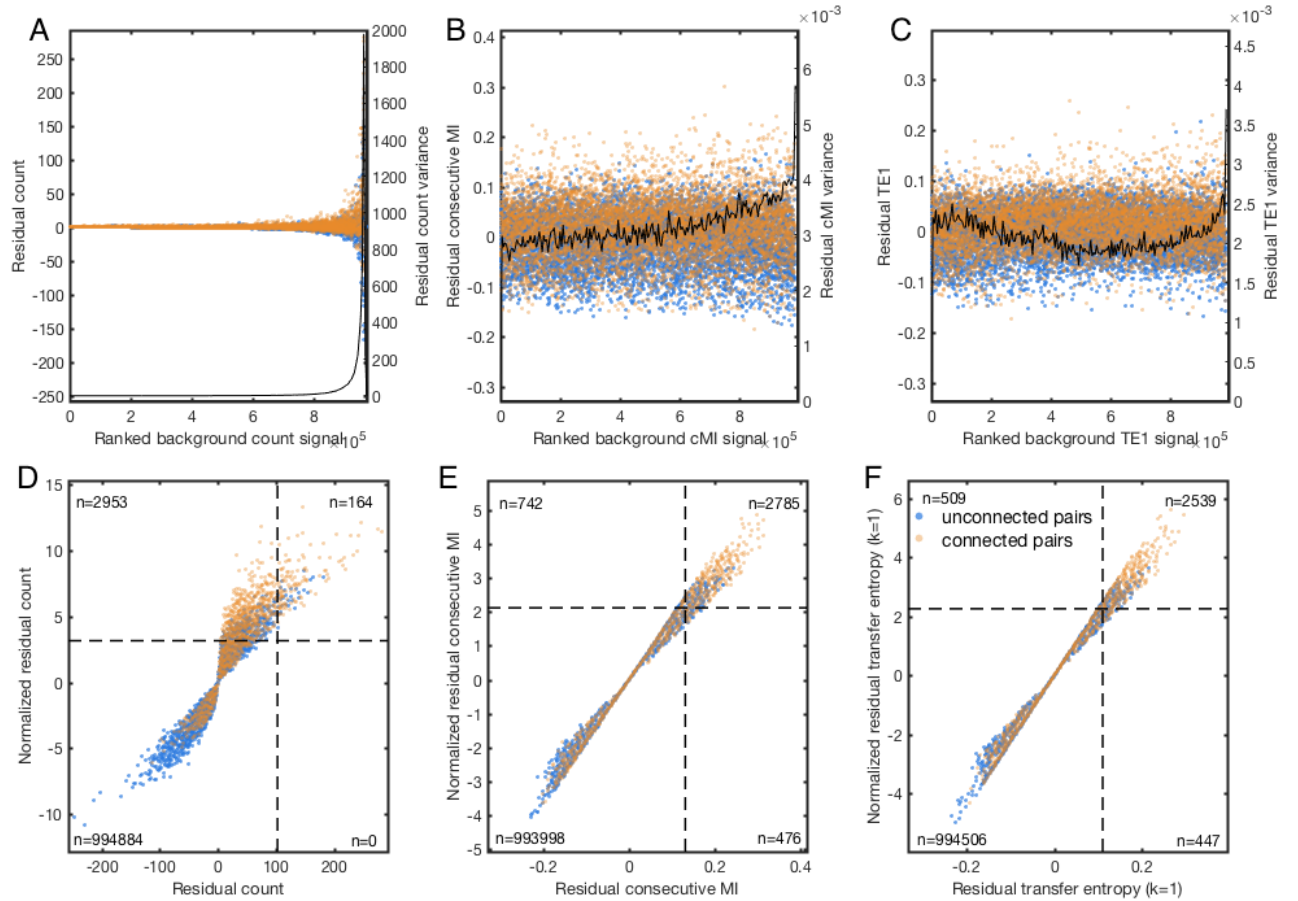 A
B
C
×10-3
×10-3
250
200
150
100
50
0
-50
-100
-150
-200
-250
Residual count
2000
1800
1600
1400
1200
1000
800
600
400
200
0
Residual count variance
0 2 4 6 8
Ranked background count signal ×10 5
0.4
0.3
0.2
0.1
0
-0.1
-0.2
-0.3
Residual consecutive MI
6
5
4
3
2
1
0
Residual cMI variance
0 2 4 6 8
Ranked background cMI signal ×10 5
0.3
0.2
0.1
0
-0.1
-0.2
-0.3
Residual TE1
4.5
4
3.5
3
2.5
2
1.5
1
0.5
0
Residual TE1 variance
0 2 4 6 8
Ranked background TE1 signal ×10 5
D
E
F
15
10
5
0
-5
-10
Normalized residual count
n=2953
n=164
n=994884
n=0
-200 -100 0 100 200
Residual count
5
4
3
2
1
0
-1
-2
-3
-4
-5
Normalized residual consecutive MI
n=742
n=2785
n=993998
n=476
-0.2 0 0.2 0.4
Residual consecutive MI
6
4
2
0
-2
-4
Normalized residual transfer entropy (k=1)
n=509
n=2539
unconnected pairs
connected pairs
n=994506
n=447
-0.2 0 0.2
Residual transfer entropy (k=1)